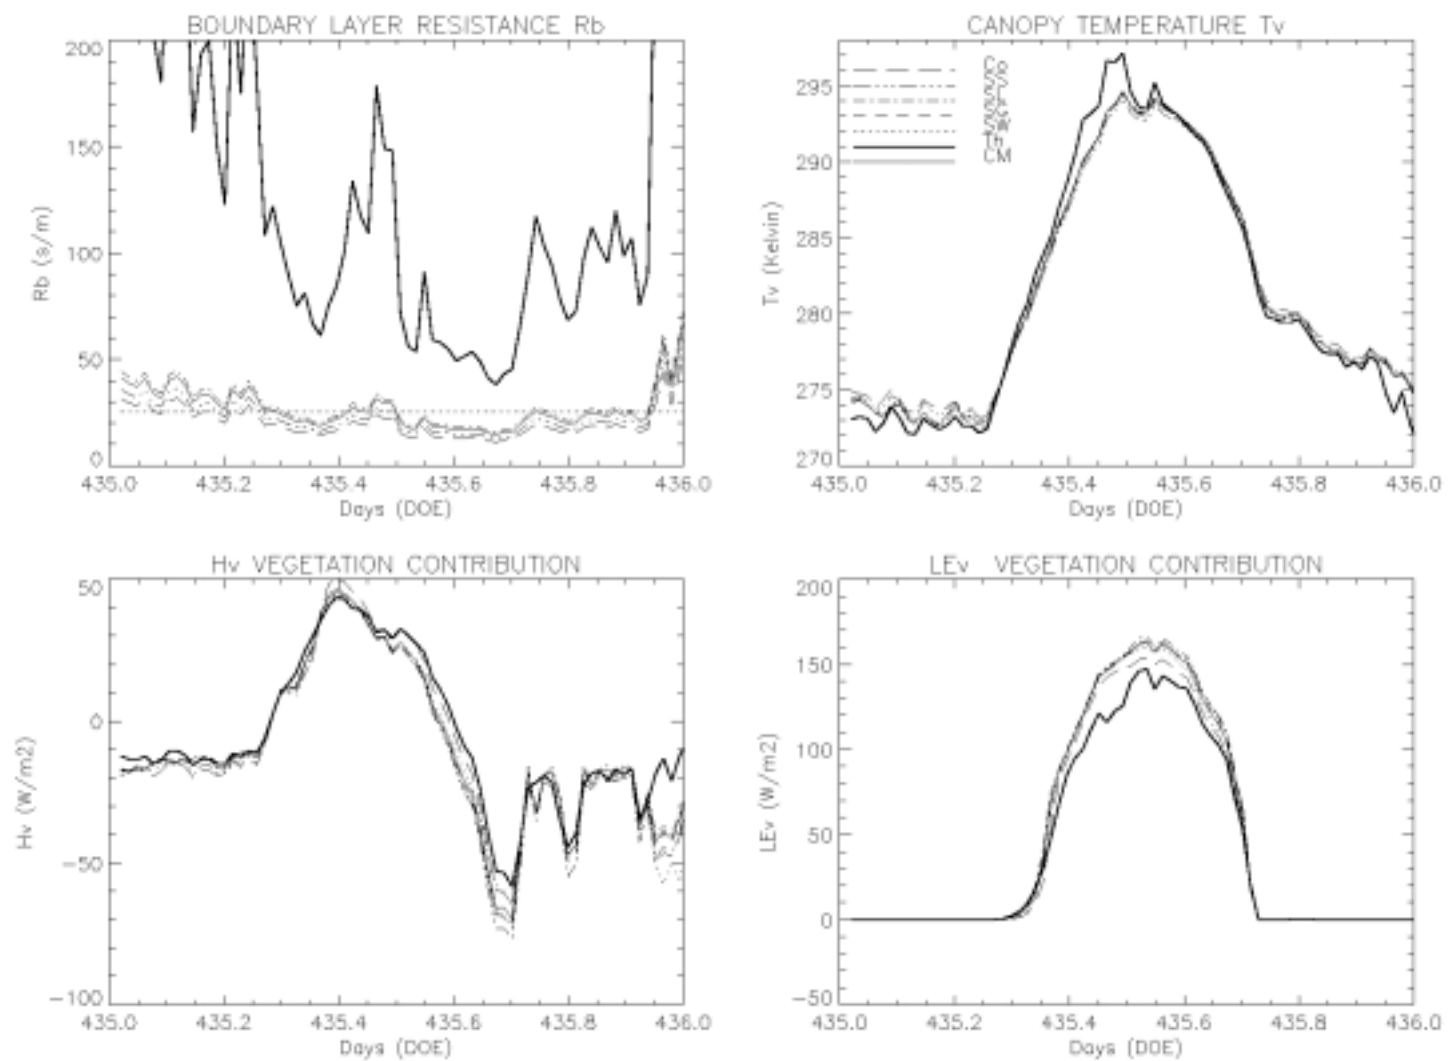 BOUNDARY LAYER RESISTANCE Rb
200
150
100
50
0
Rb (s/m)
435.0 435.2 435.4 435.6 435.8 436.0
Days (DOE)
CANOPY TEMPERATURE Tv
295
290
285
280
275
270
Tv (Kelvin)
Co
Th
CM
435.0 435.2 435.4 435.6 435.8 436.0
Days (DOE)
Hv VEGETATION CONTRIBUTION
50
0
-50
-100
Hv (W/m2)
435.0 435.2 435.4 435.6 435.8 436.0
Days (DOE)
LEv VEGETATION CONTRIBUTION
200
150
100
50
0
-50
LEv (W/m2)
435.0 435.2 435.4 435.6 435.8 436.0
Days (DOE)